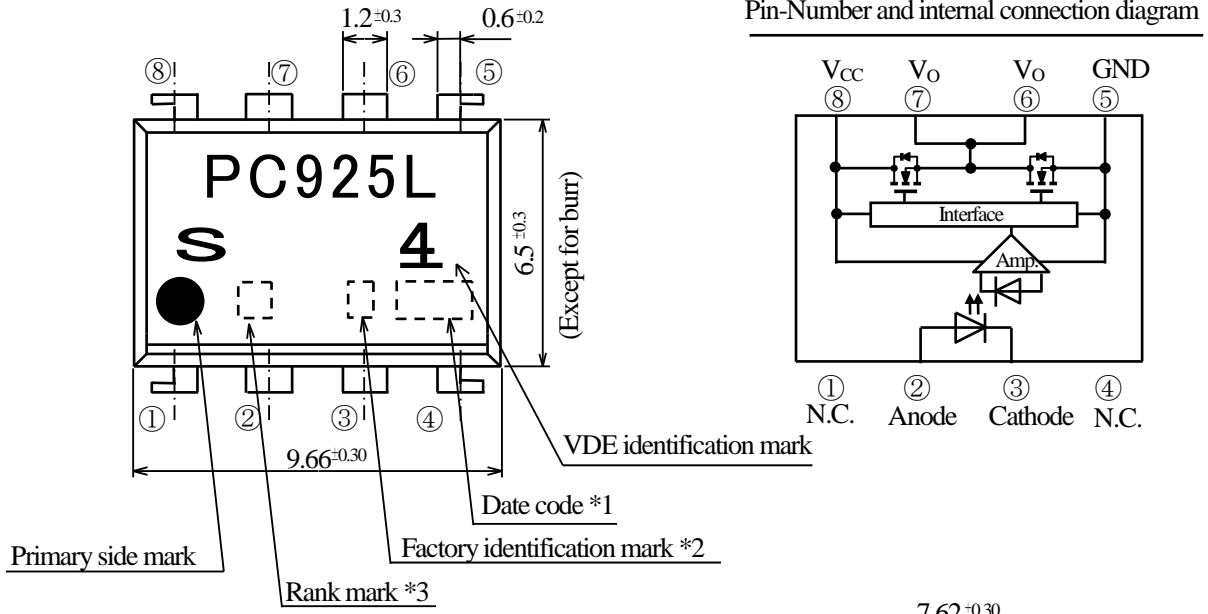 1.2±0.3 0.6±0.2
Pin-Number and internal connection diagram
⑧ ⑦ ⑥ ⑤
PC925L
S 4
6.5±0.3
(Except for burr)
① ② ③ ④
9.66±0.30
VDE identification mark
Date code *1
Factory identification mark *2
Primary side mark
Rank mark *3
VCC VO VO GND
⑧ ⑦ ⑥ ⑤
Interface
Amp.
① ② ③ ④
N.C. Anode Cathode N.C.
7.62±0.30